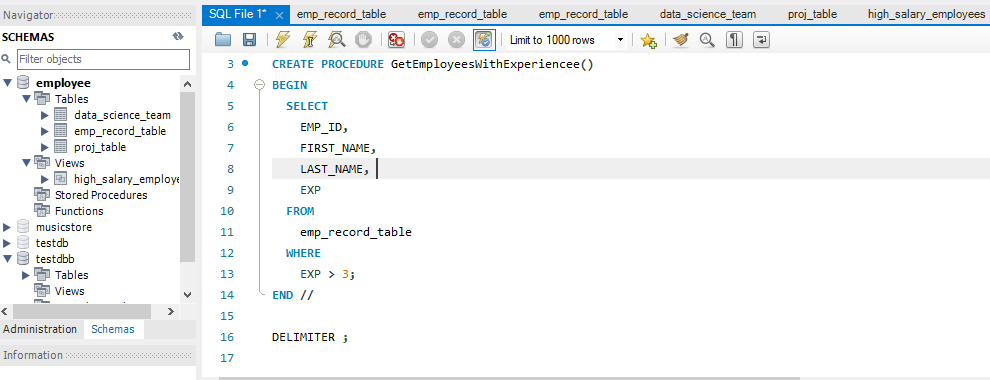 Navigator:
SCHEMAS
Filter objects
employee
Tables
data_science_team
emp_record_table
proj_table
Views
high_salary_employe
Stored Procedures
Functions
musicstore
testdb
testdbb
Tables
Views
Administration Schemas
Information
SQL File 1* × emp_record_table emp_record_table emp_record_table data_science_team proj_table high_salary_employees
Limit to 1000 rows
3 CREATE PROCEDURE GetEmployeesWithExperiencee()
4 BEGIN
5 SELECT
6 EMP_ID,
7 FIRST_NAME,
8 LAST_NAME,
9 EXP
10 FROM
11 emp_record_table
12 WHERE
13 EXP > 3;
14 END //
15
16 DELIMITER ;
17